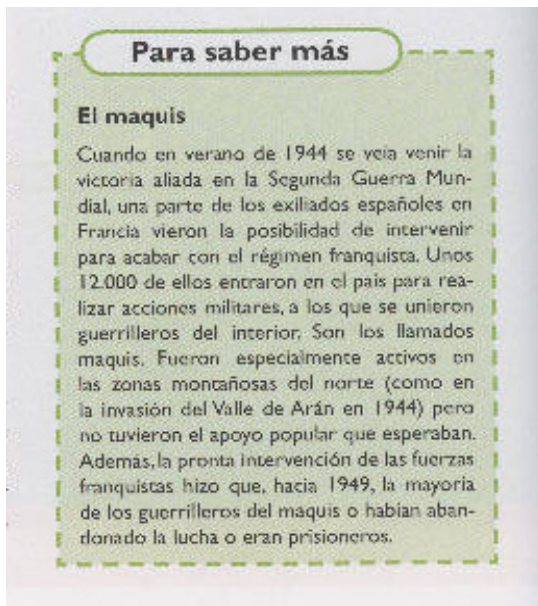 Para saber más
El maquis
Cuando en verano de 1944 se veía venir la
victoria aliada en la Segunda Guerra Mun-
dial, una parte de los exiliados españoles en
Francia vieron la posibilidad de intervenir
para acabar con el régimen franquista. Unos
12.000 de ellos entraron en el país para rea-
lizar acciones militares, a los que se unieron
guerrilleros del interior. Son los llamados
maquis. Fueron especialmente activos en
las zonas montañosas del norte (como en
la invasión del Valle de Arán en 1944) pero
no tuvieron el apoyo popular que esperaban.
Además, la pronta intervención de las fuerzas
franquistas hizo que, hacia 1949, la mayoría
de los guerrilleros del maquis o habían aban-
donado la lucha o eran prisioneros.